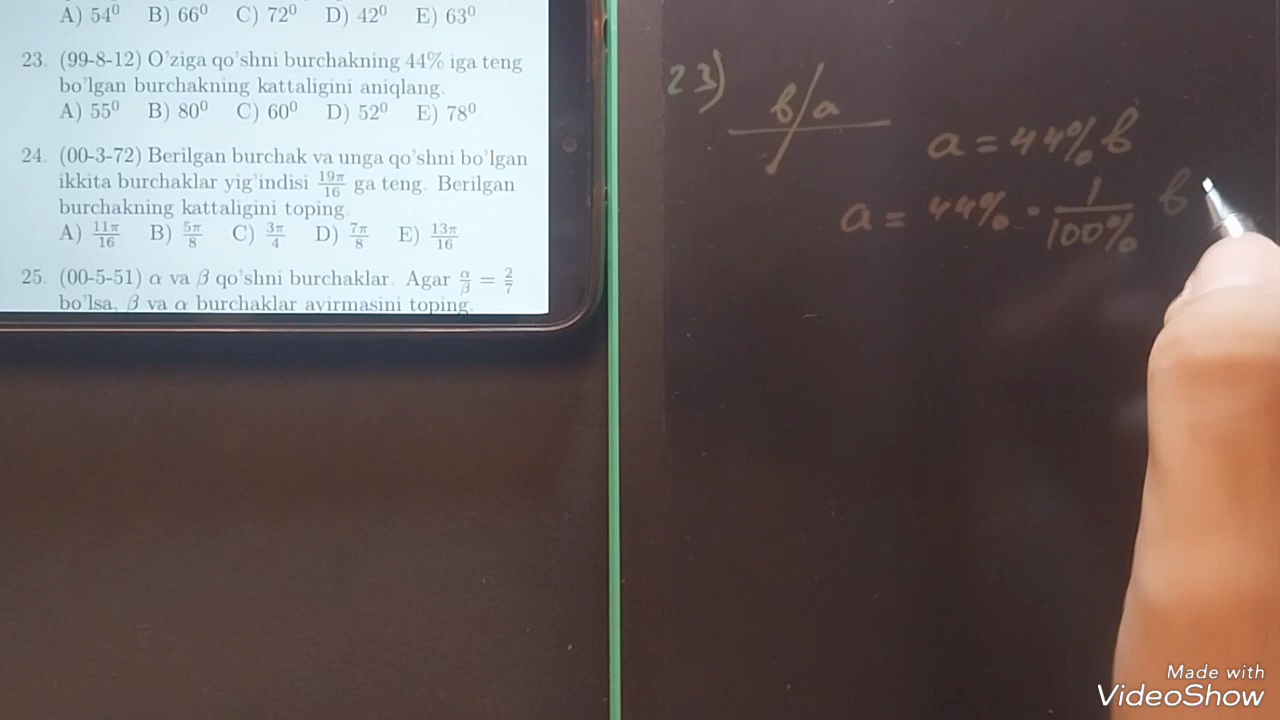 A) 54⁰ B) 66⁰ C) 72⁰ D) 42⁰ E) 63⁰
23. (99-8-12) O'ziga qo'shni burchakning 44% iga teng
bo'lgan burchakning kattaligini aniqlang.
A) 55⁰ B) 80⁰ C) 60⁰ D) 52⁰ E) 78⁰
24. (00-3-72) Berilgan burchak va unga qo'shni bo'lgan
ikkita burchaklar yig'indisi 19π/16 ga teng. Berilgan
burchakning kattaligini toping.
A) 11π/16 B) 5π/8 C) 3π/4 D) 7π/8 E) 13π/16
25. (00-5-51) α va β qo'shni burchaklar. Agar α/β = 2/7
bo'lsa, β va α burchaklar ayirmasini toping.
23)
b a
a = 44% b
a = 44% · 1/100% b
Made with
VideoShow